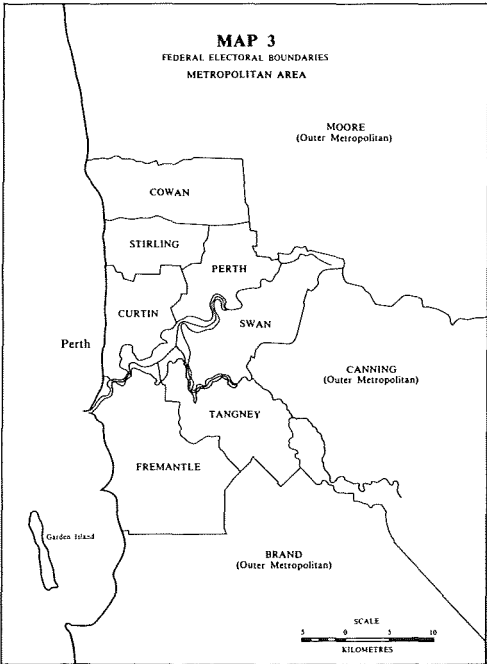 MAP 3
FEDERAL ELECTORAL BOUNDARIES
METROPOLITAN AREA
MOORE
(Outer Metropolitan)
COWAN
STIRLING
PERTH
CURTIN
SWAN
Perth
CANNING
(Outer Metropolitan)
TANGNEY
FREMANTLE
Garden Island
BRAND
(Outer Metropolitan)
SCALE
5 0 5 10
KILOMETRES